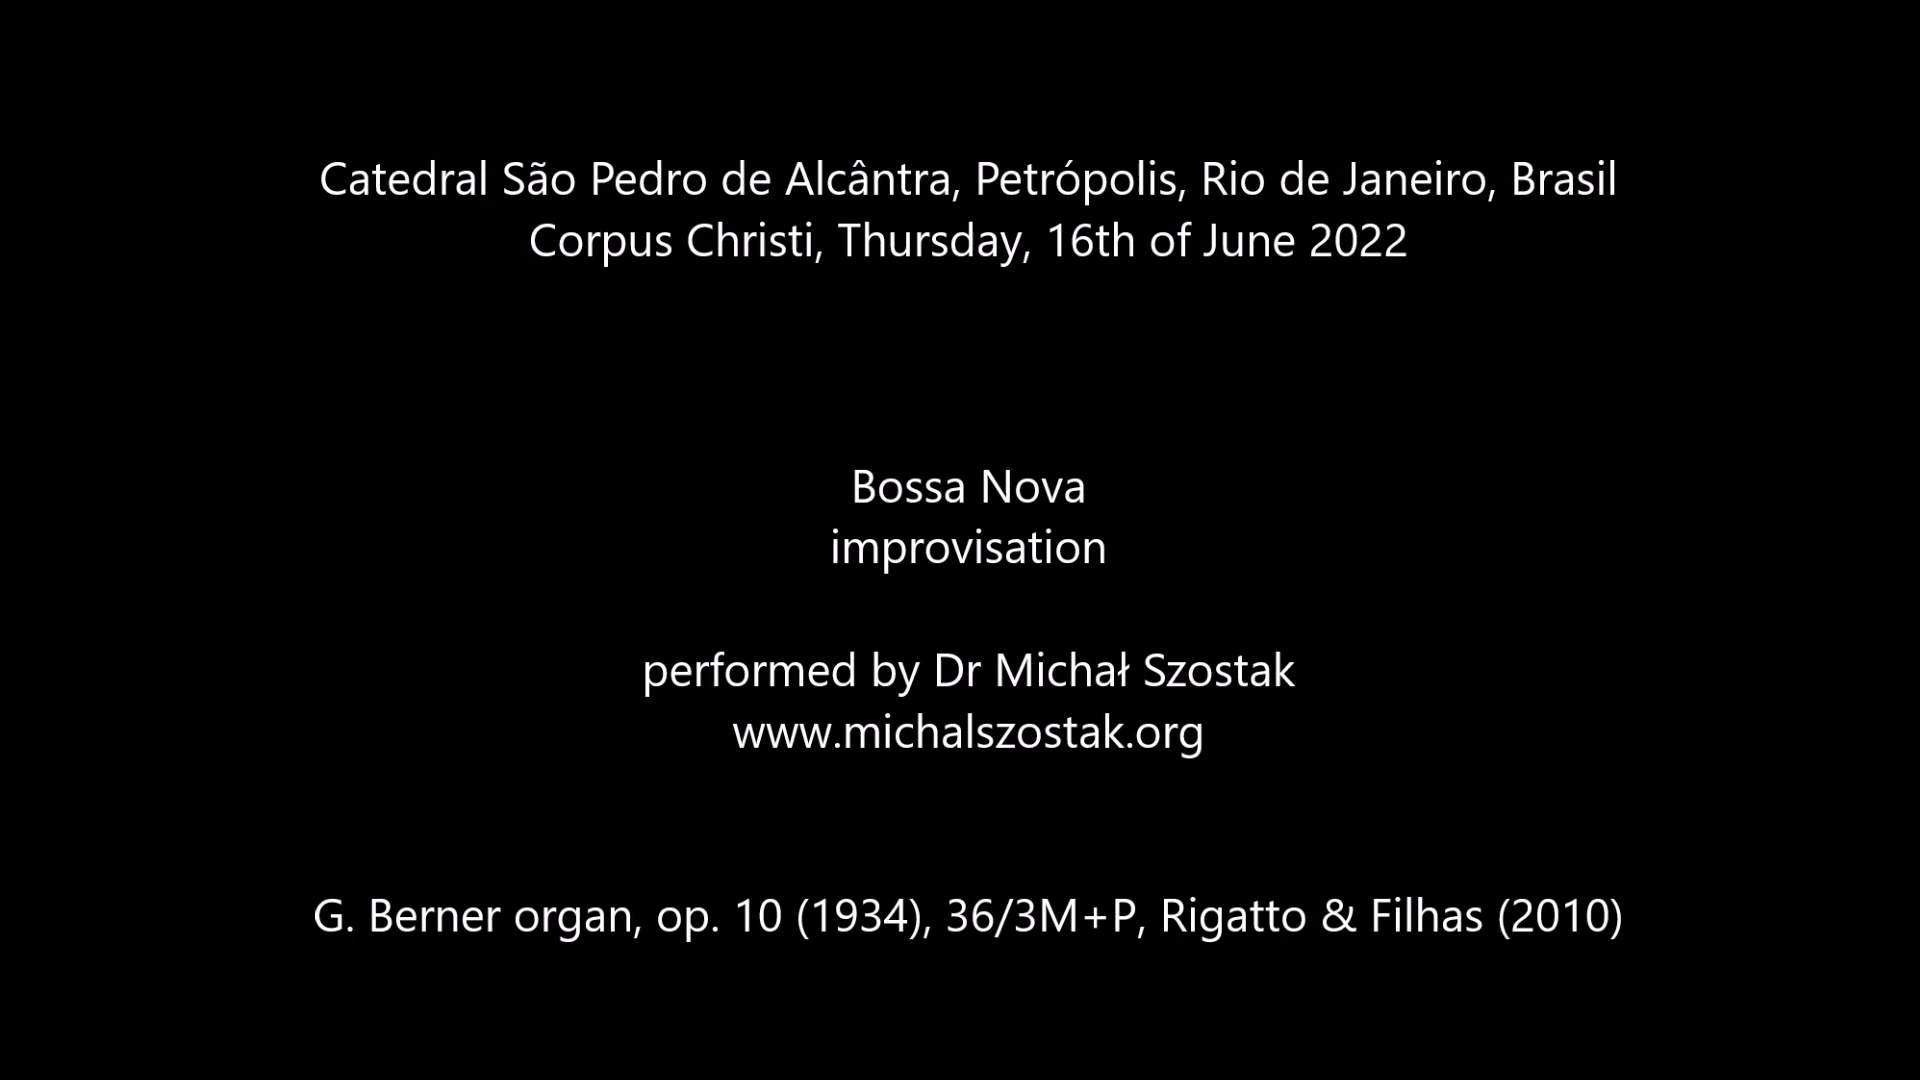 Catedral São Pedro de Alcântra, Petrópolis, Rio de Janeiro, Brasil
Corpus Christi, Thursday, 16th of June 2022
Bossa Nova
improvisation
performed by Dr Michał Szostak
www.michalszostak.org
G. Berner organ, op. 10 (1934), 36/3M+P, Rigatto & Filhas (2010)